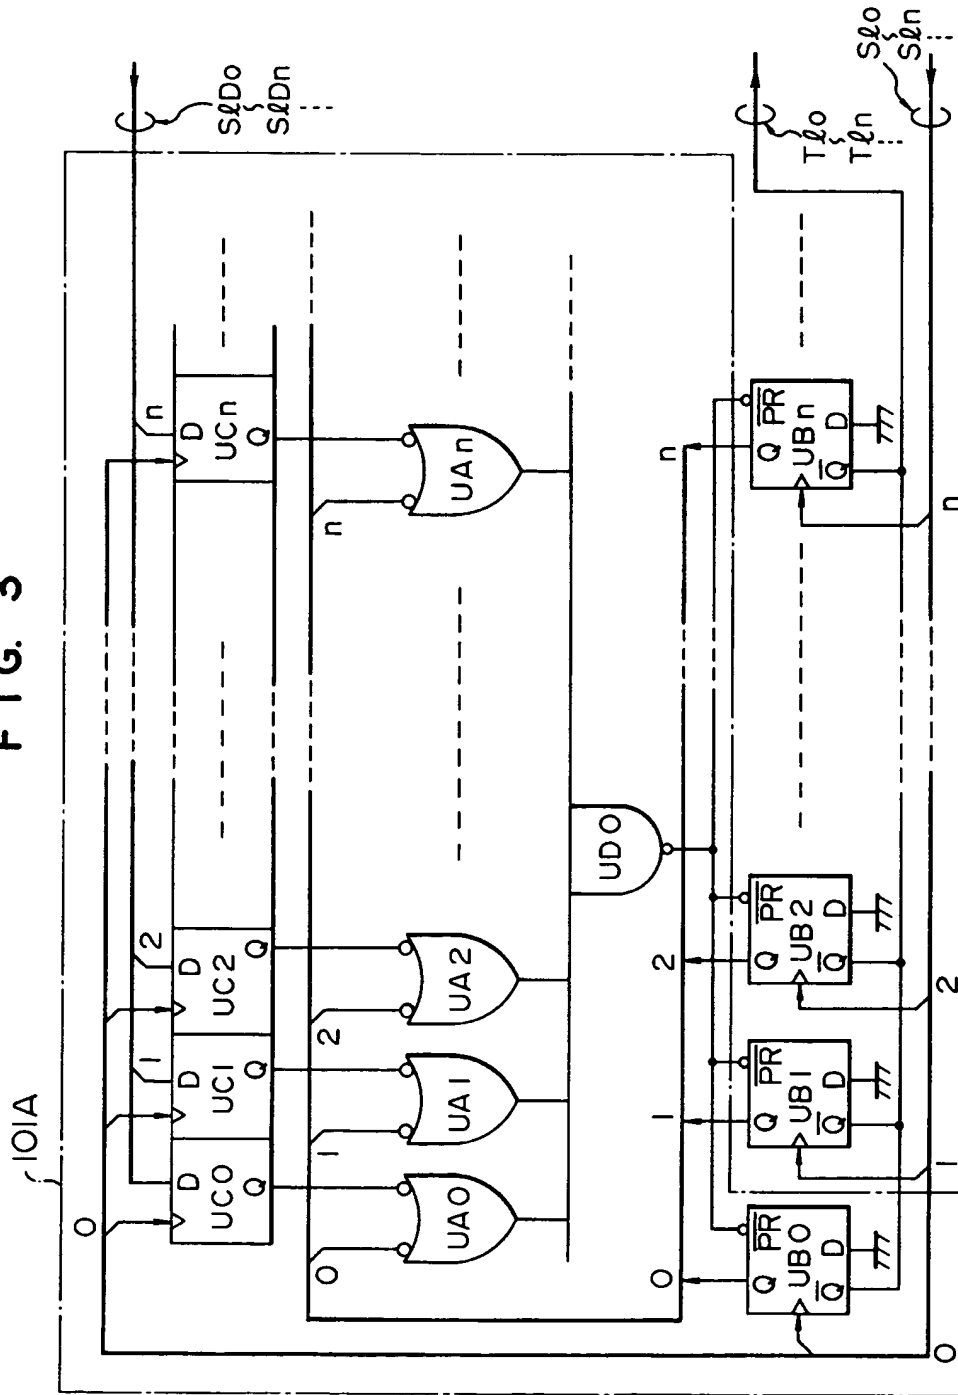 FIG. 3
101A
SℓD0
SℓDn
0
1
2
n
D
UC0
Q
D
UC1
Q
D
UC2
Q
D
UCn
Q
0
1
2
n
UA0
UA1
UA2
UAn
UD0
0
1
2
n
Q
PR
UB0
Q
D
Q
PR
UB1
Q
D
Q
PR
UB2
Q
D
Q
PR
UBn
Q
D
Tℓ0
Tℓn
Sℓ0
Sℓn
0
1
2
n